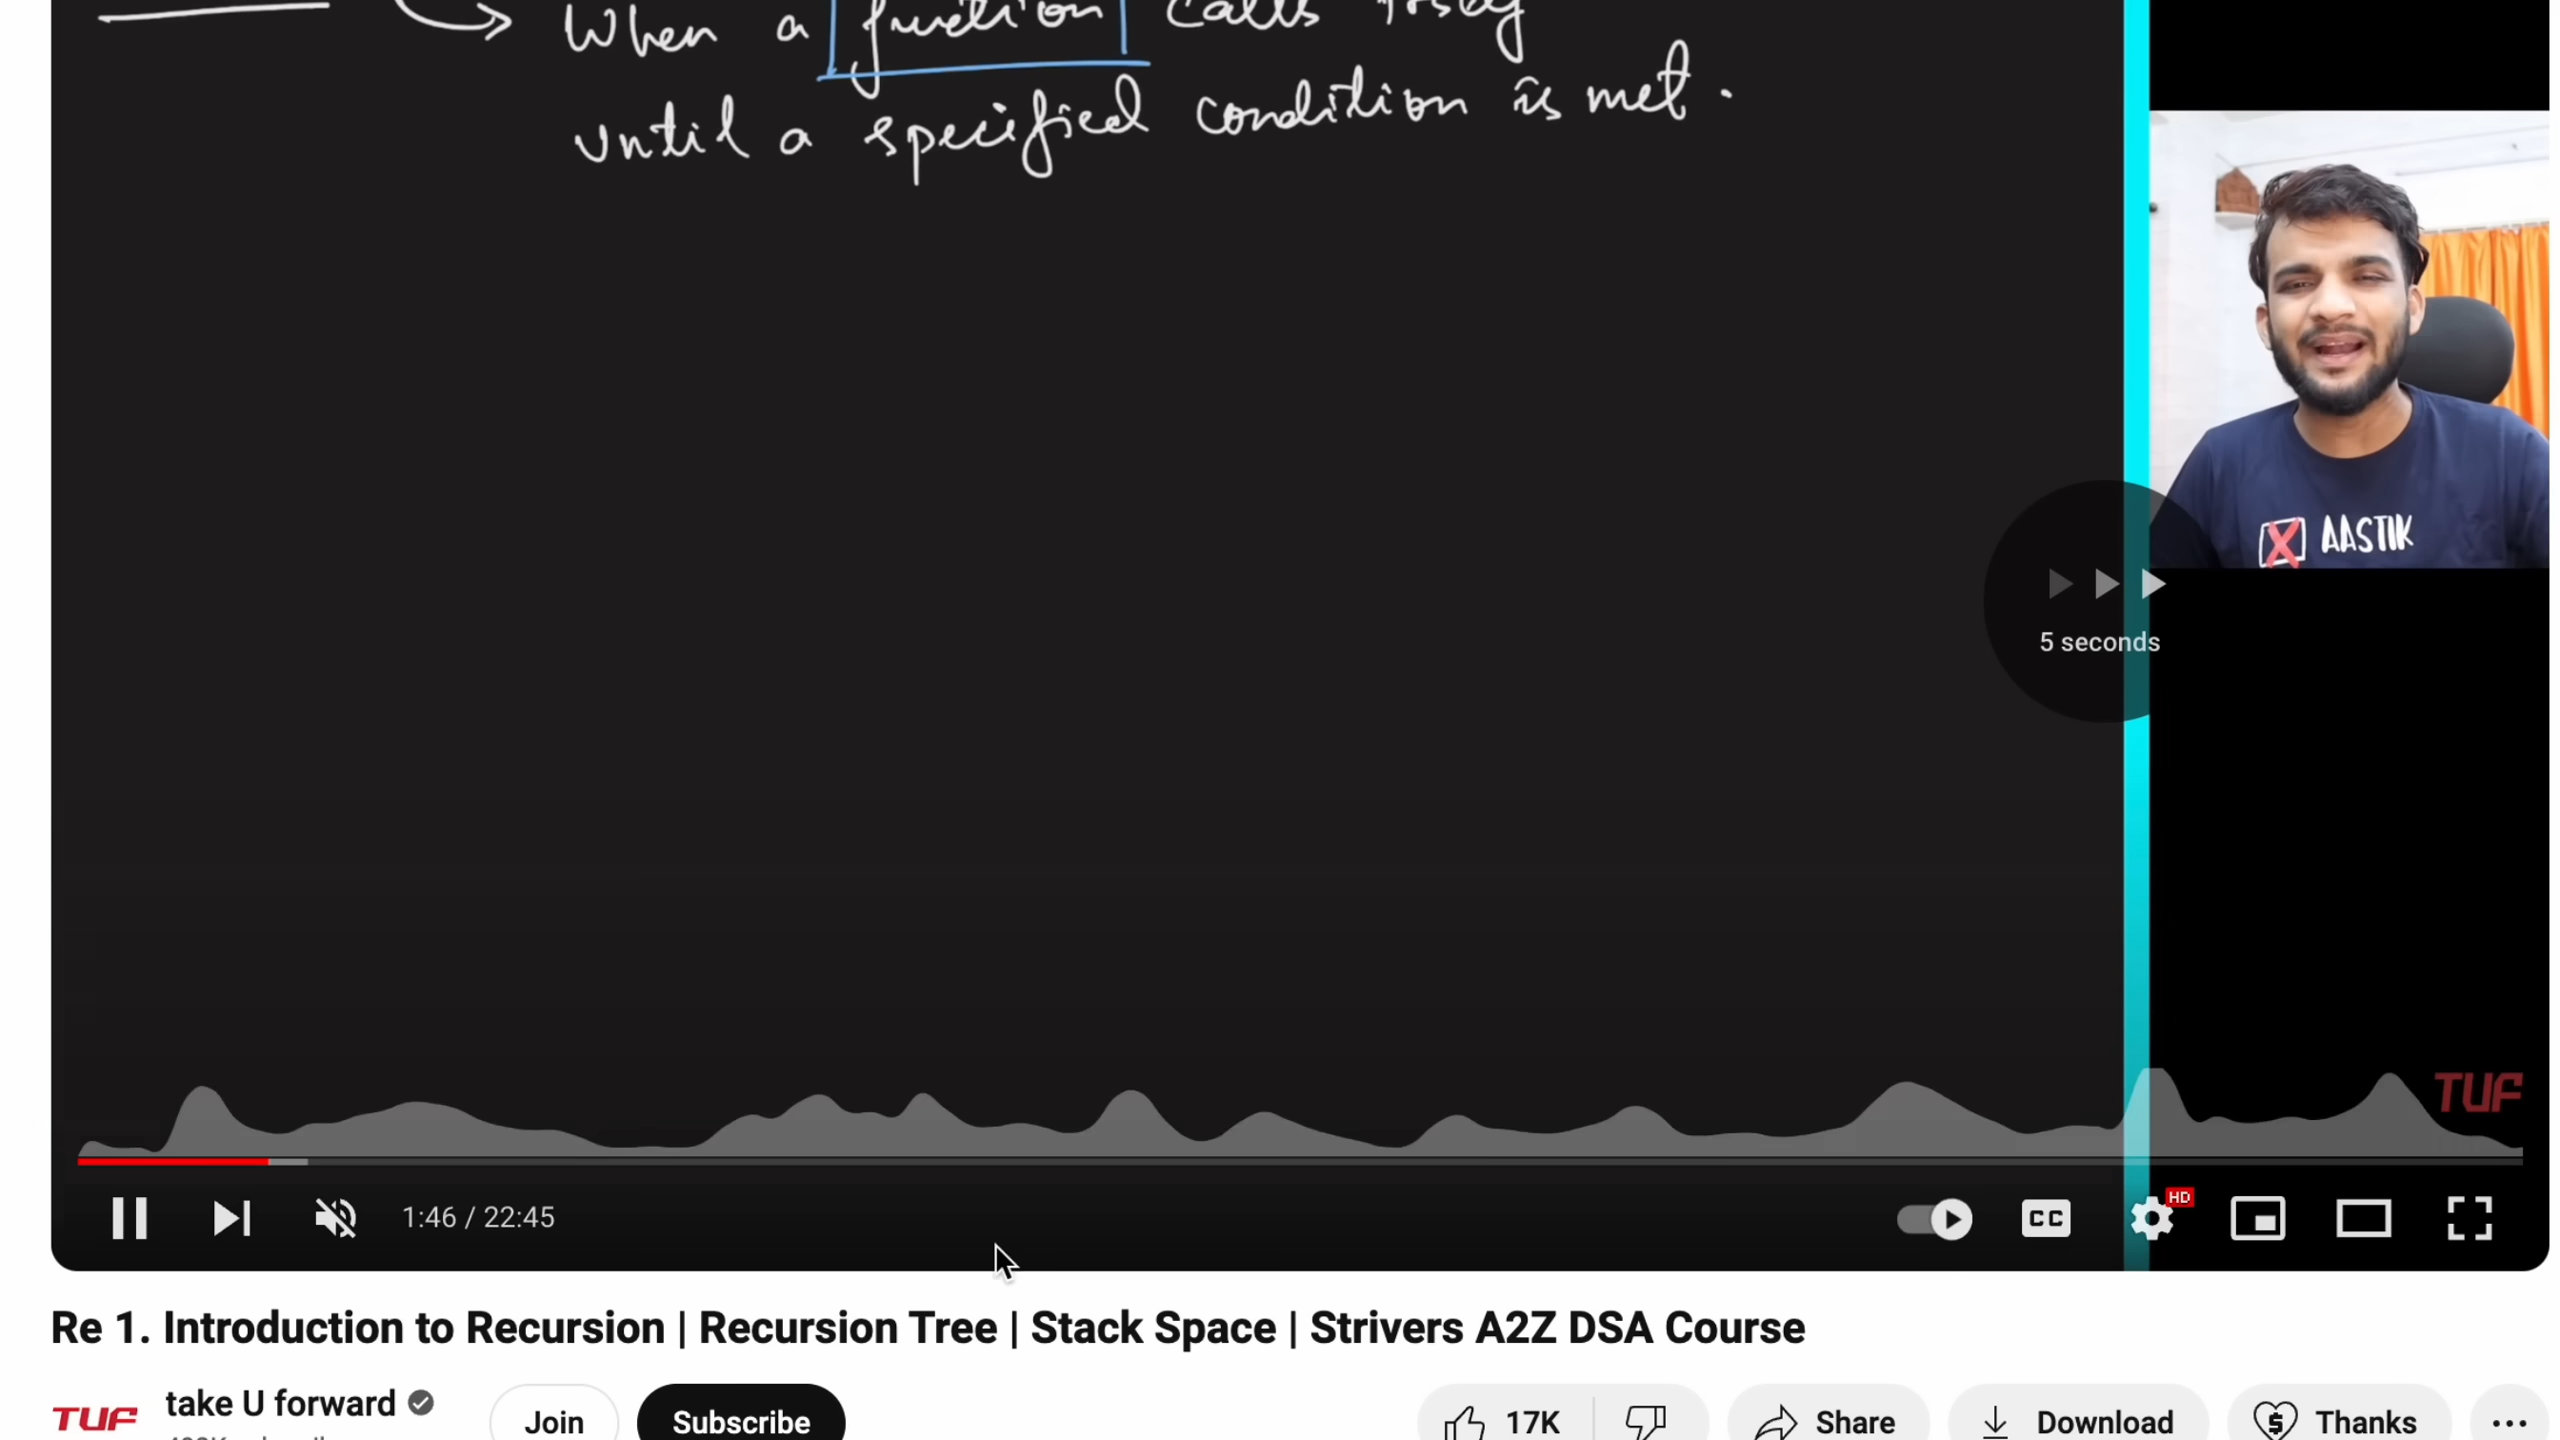 When a function calls itself
until a specified condition is met.
AASTIK
5 seconds
TUF
1:46 / 22:45
CC
HD
Re 1. Introduction to Recursion | Recursion Tree | Stack Space | Strivers A2Z DSA Course
TUF
take U forward
Join
Subscribe
17K
Share
Download
Thanks